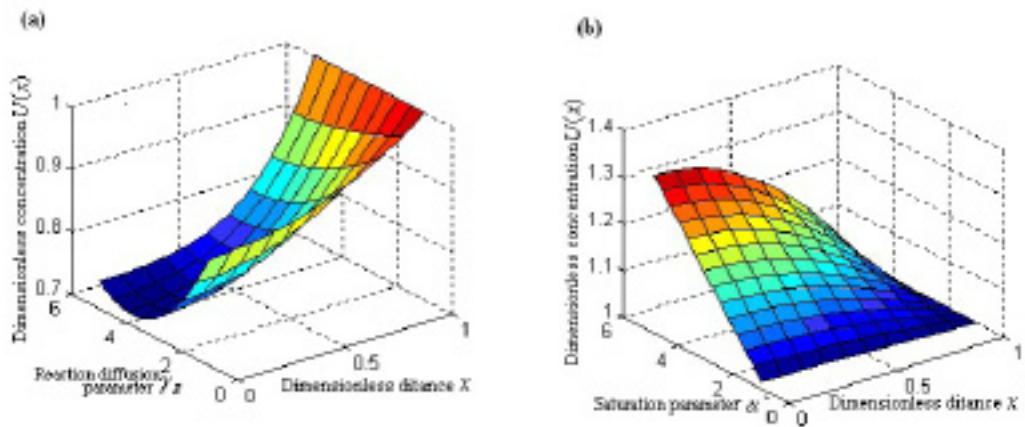 (a)
Dimensionless concentration U(x)
1
0.9
0.8
0.7
6
4
2
0
0
0.5
1
Reaction diffusion
parameter γ
Dimensionless ditance X
(b)
Dimensionless concentration U(x)
1.4
1.3
1.2
1.1
1
6
4
2
0
0
0.5
1
Saturation parameter α
Dimensionless ditance X